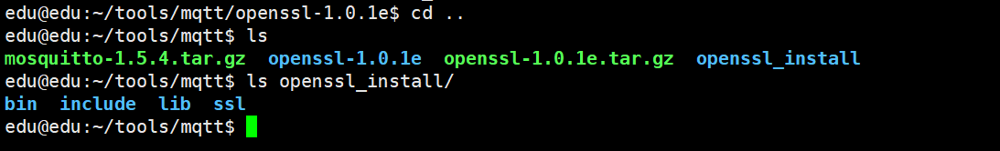 edu@edu:~/tools/mqtt/openssl-1.0.1e$ cd ..
edu@edu:~/tools/mqtt$ ls
mosquitto-1.5.4.tar.gz  openssl-1.0.1e  openssl-1.0.1e.tar.gz  openssl_install
edu@edu:~/tools/mqtt$ ls openssl_install/
bin  include  lib  ssl
edu@edu:~/tools/mqtt$